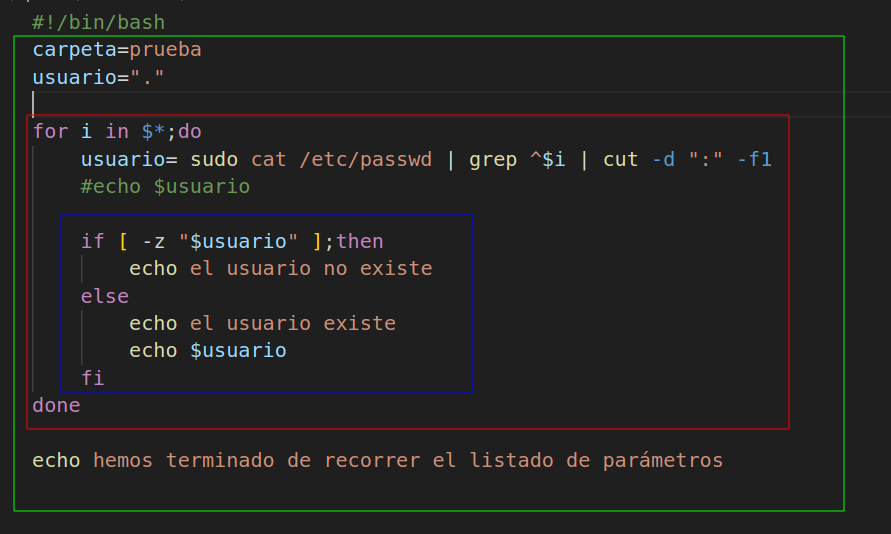 #!/bin/bash
carpeta=prueba
usuario="."
for i in $*;do
usuario= sudo cat /etc/passwd | grep ^$i | cut -d ":" -f1
#echo $usuario
if [ -z "$usuario" ];then
echo el usuario no existe
else
echo el usuario existe
echo $usuario
fi
done
echo hemos terminado de recorrer el listado de parámetros